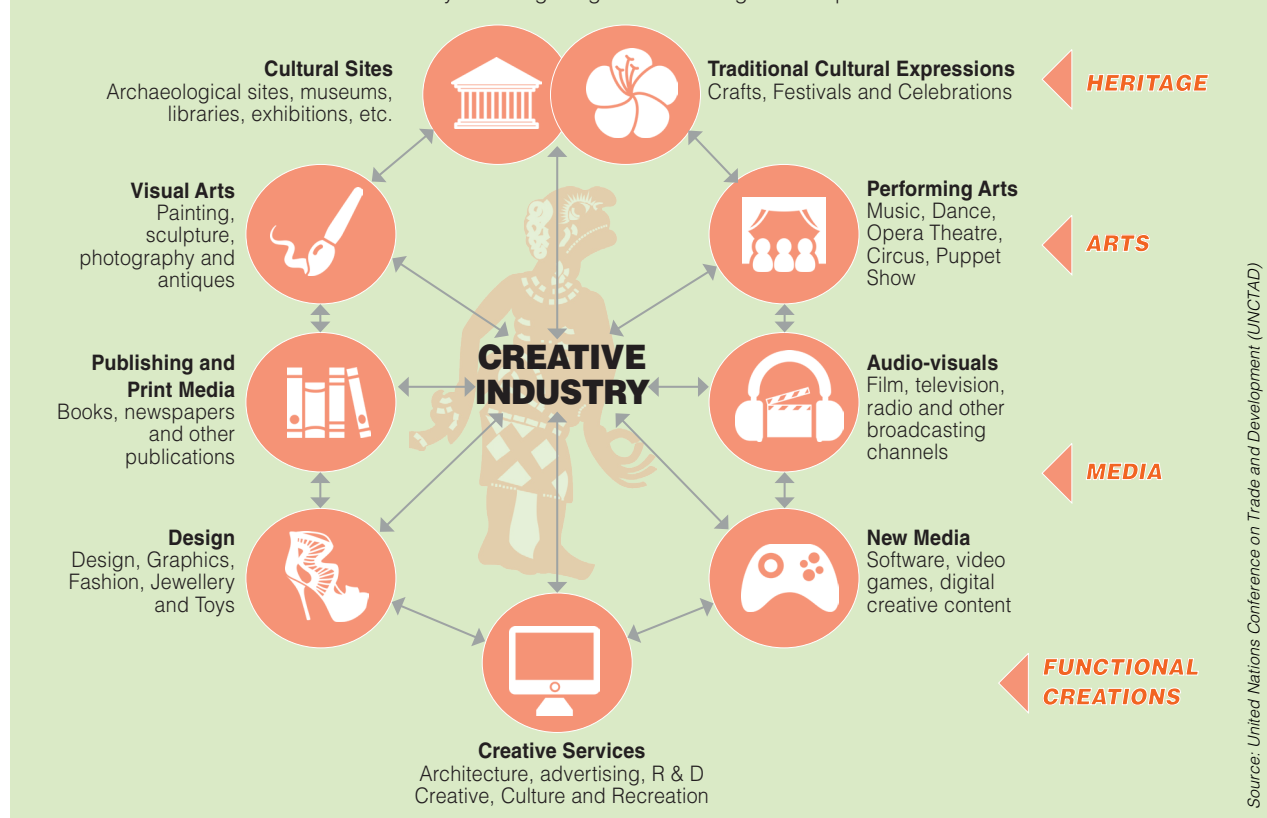 Cultural Sites
Archaeological sites, museums,
libraries, exhibitions, etc.
Traditional Cultural Expressions
Crafts, Festivals and Celebrations
HERITAGE
Visual Arts
Painting,
sculpture,
photography and
antiques
Performing Arts
Music, Dance,
Opera Theatre,
Circus, Puppet
Show
ARTS
CREATIVE
INDUSTRY
Publishing and
Print Media
Books, newspapers
and other
publications
Audio-visuals
Film, television,
radio and other
broadcasting
channels
MEDIA
Design
Design, Graphics,
Fashion, Jewellery
and Toys
New Media
Software, video
games, digital
creative content
FUNCTIONAL
CREATIONS
Creative Services
Architecture, advertising, R & D
Creative, Culture and Recreation
Source: United Nations Conference on Trade and Development (UNCTAD)